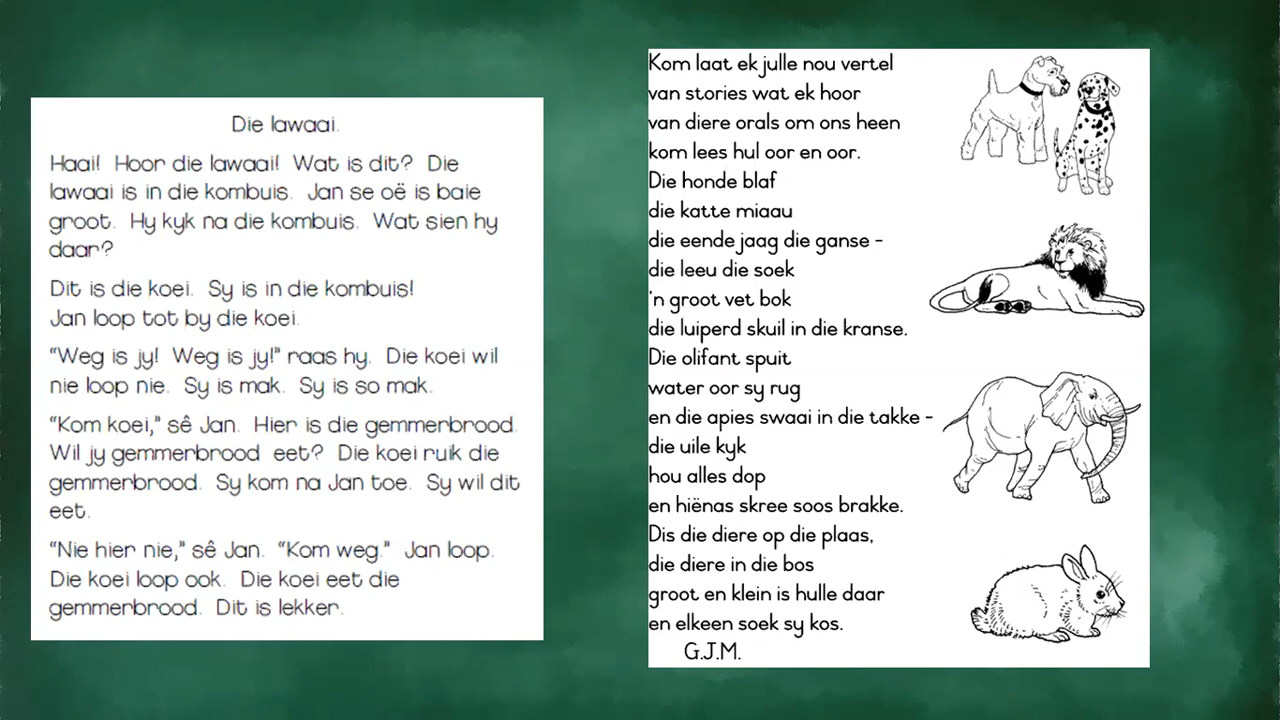 Die lawaai.
Haai! Hoor die lawaai! Wat is dit? Die
lawaai is in die kombuis. Jan se oë is baie
groot. Hy kyk na die kombuis. Wat sien hy
daar?
Dit is die koei. Sy is in die kombuis!
Jan loop tot by die koei.
“Weg is jy! Weg is jy!” raas hy. Die koei wil
nie loop nie. Sy is mak. Sy is so mak.
“Kom koei,” sê Jan. Hier is die gemmerbrood.
Wil jy gemmerbrood eet? Die koei ruik die
gemmerbrood. Sy kom na Jan toe. Sy wil dit
eet.
“Nie hier nie,” sê Jan. “Kom weg.” Jan loop.
Die koei loop ook. Die koei eet die
gemmerbrood. Dit is lekker.
Kom laat ek julle nou vertel
van stories wat ek hoor
van diere orals om ons heen
kom lees hul oor en oor.
Die honde blaf
die katte miaau
die eende jaag die ganse -
die leeu die soek
'n groot vet bok
die luiperd skuil in die kranse.
Die olifant spuit
water oor sy rug
en die apies swaai in die takke -
die uile kyk
hou alles dop
en hiënas skree soos brakke.
Dis die diere op die plaas,
die diere in die bos
groot en klein is hulle daar
en elkeen soek sy kos.
G.J.M.